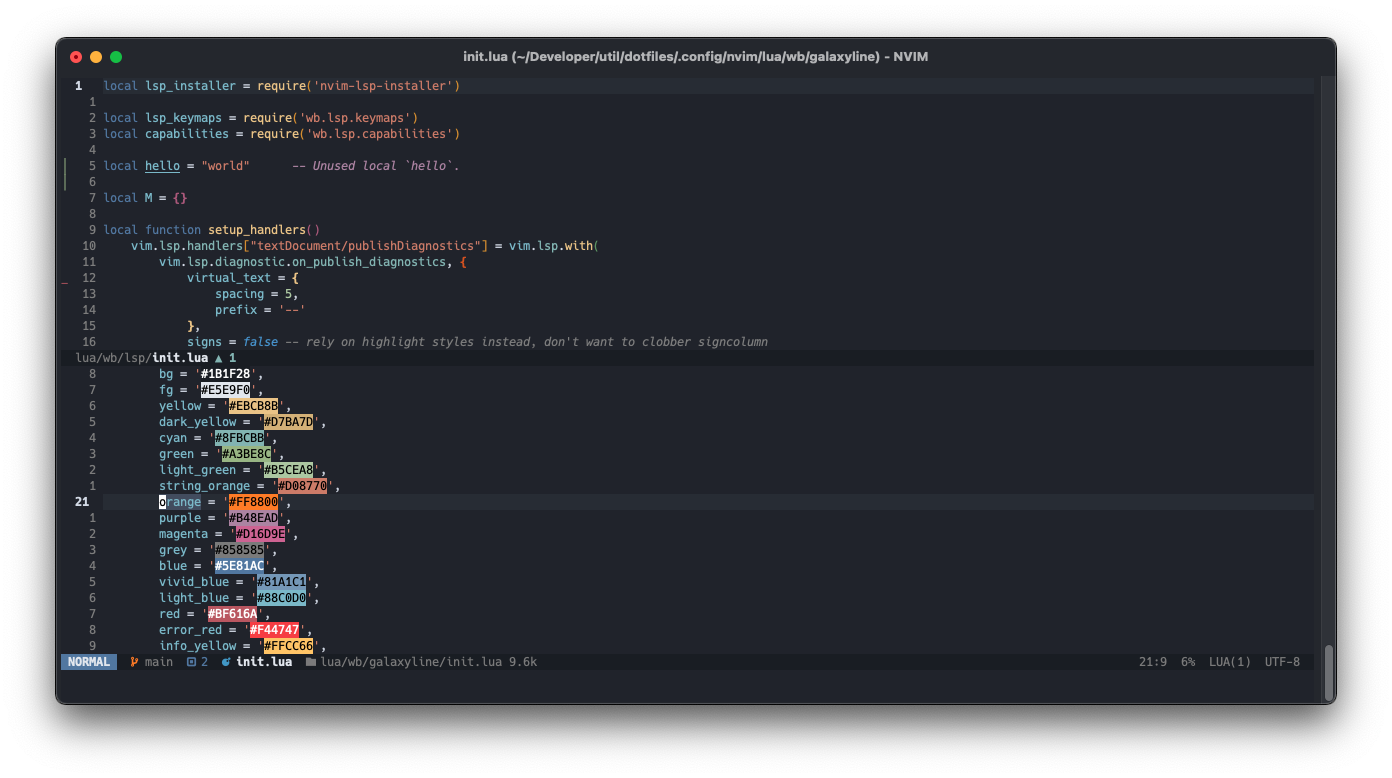 init.lua (~/Developer/util/dotfiles/.config/nvim/lua/wb/galaxyline) - NVIM
1 local lsp_installer = require('nvim-lsp-installer')
1
2 local lsp_keymaps = require('wb.lsp.keymaps')
3 local capabilities = require('wb.lsp.capabilities')
4
5 local hello = "world"      -- Unused local `hello`.
6
7 local M = {}
8
9 local function setup_handlers()
10     vim.lsp.handlers["textDocument/publishDiagnostics"] = vim.lsp.with(
11         vim.lsp.diagnostic.on_publish_diagnostics, {
_ 12             virtual_text = {
13                 spacing = 5,
14                 prefix = '--'
15             },
16             signs = false -- rely on highlight styles instead, don't want to clobber signcolumn
lua/wb/lsp/init.lua ▲ 1
8         bg = '#1B1F28',
7         fg = '#E5E9F0',
6         yellow = '#EBCB8B',
5         dark_yellow = '#D7BA7D',
4         cyan = '#8FBCBB',
3         green = '#A3BE8C',
2         light_green = '#B5CEA8',
1         string_orange = '#D08770',
21         orange = '#FF8800',
1         purple = '#B48EAD',
2         magenta = '#D16D9E',
3         grey = '#858585',
4         blue = '#5E81AC',
5         vivid_blue = '#81A1C1',
6         light_blue = '#88C0D0',
7         red = '#BF616A',
8         error_red = '#F44747',
9         info_yellow = '#FFCC66',
NORMAL main 2 init.lua lua/wb/galaxyline/init.lua 9.6k 21:9 6% LUA(1) UTF-8